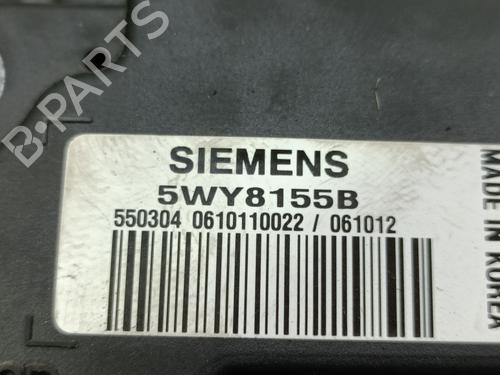 B-PARTS
SIEMENS
5WY8155B
550304 0610110022 / 061012
MADE IN KOREA